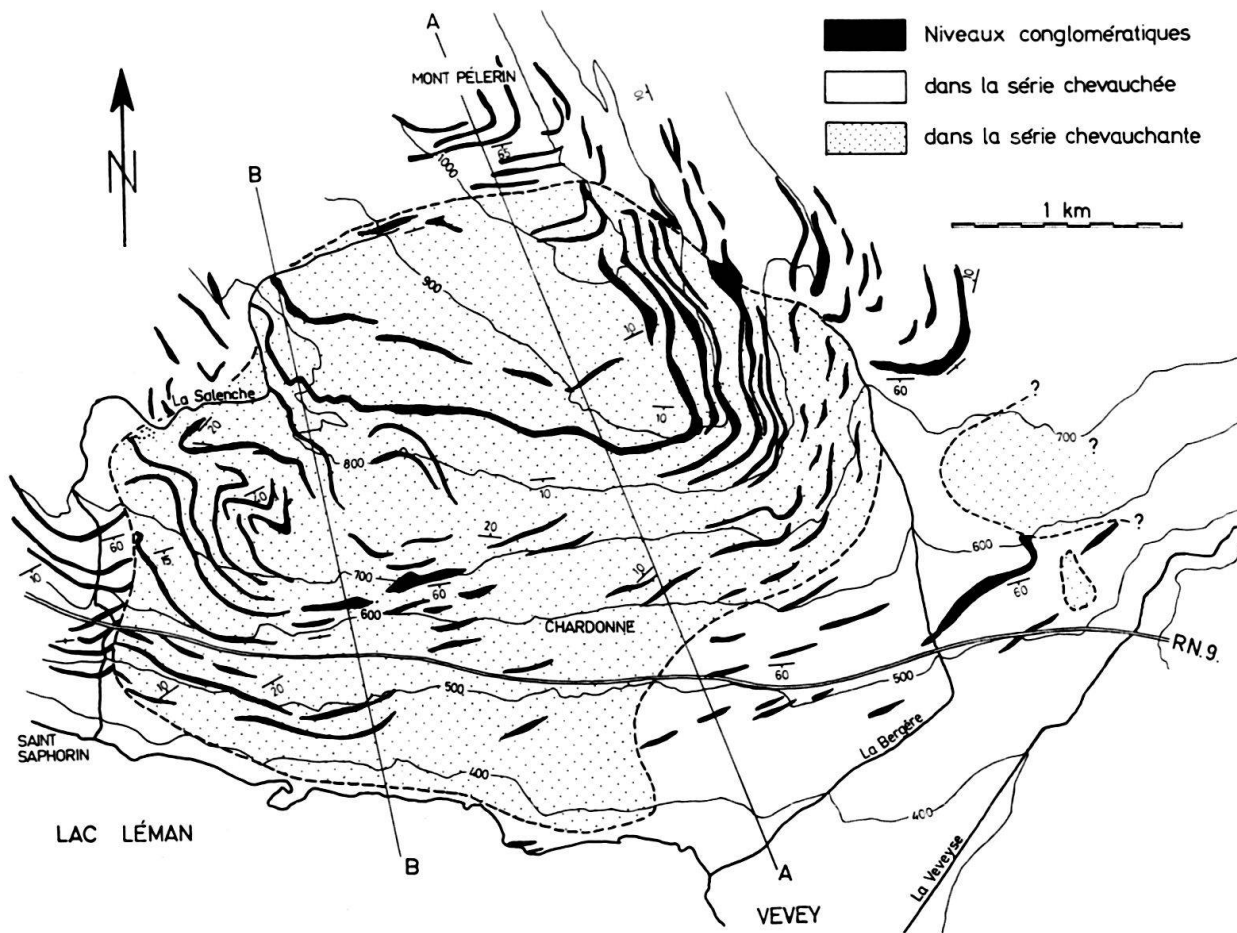 A
MONT PÉLERIN
Niveaux conglomératiques
dans la série chevauchée
dans la série chevauchante
N
1 km
B
1000
65
10
10
900
10
60
La Salenche
20
10
700
?
?
?
800
10
10
20
60
15
10
700
60
600
10
600
60
CHARDONNE
RN.9.
60
10
20
500
500
SAINT
SAPHORIN
400
La Bergère
400
LAC LÉMAN
B
A
VEVEY
La Veveyse